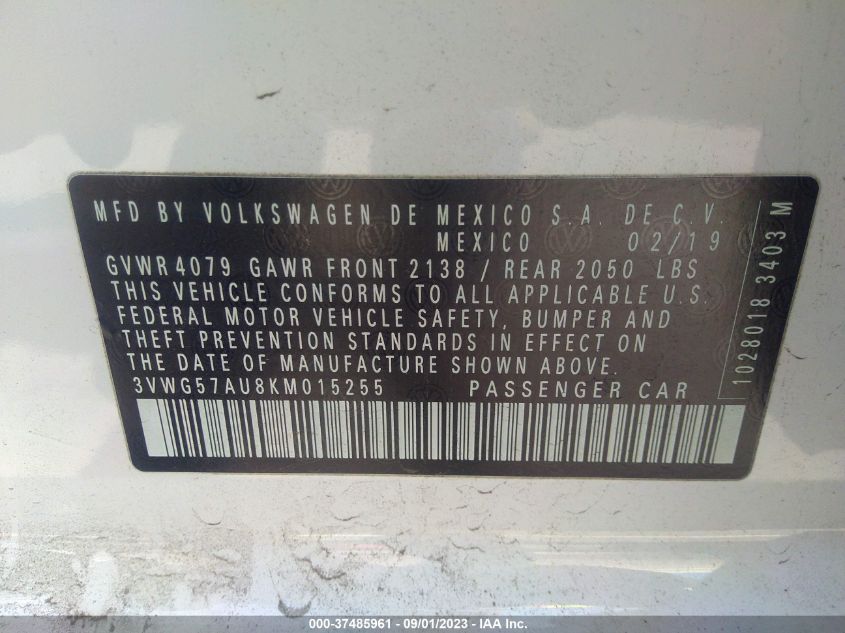 MFD BY VOLKSWAGEN DE MEXICO S.A. DE C.V.
MEXICO 02/19
GVWR 4079 GAWR FRONT 2138 / REAR 2050 LBS
THIS VEHICLE CONFORMS TO ALL APPLICABLE U.S.
FEDERAL MOTOR VEHICLE SAFETY, BUMPER AND
THEFT PREVENTION STANDARDS IN EFFECT ON
THE DATE OF MANUFACTURE SHOWN ABOVE.
3VWG57AU8KM015255 PASSENGER CAR
1028018 3403 M
000-37485961 - 09/01/2023 - IAA Inc.